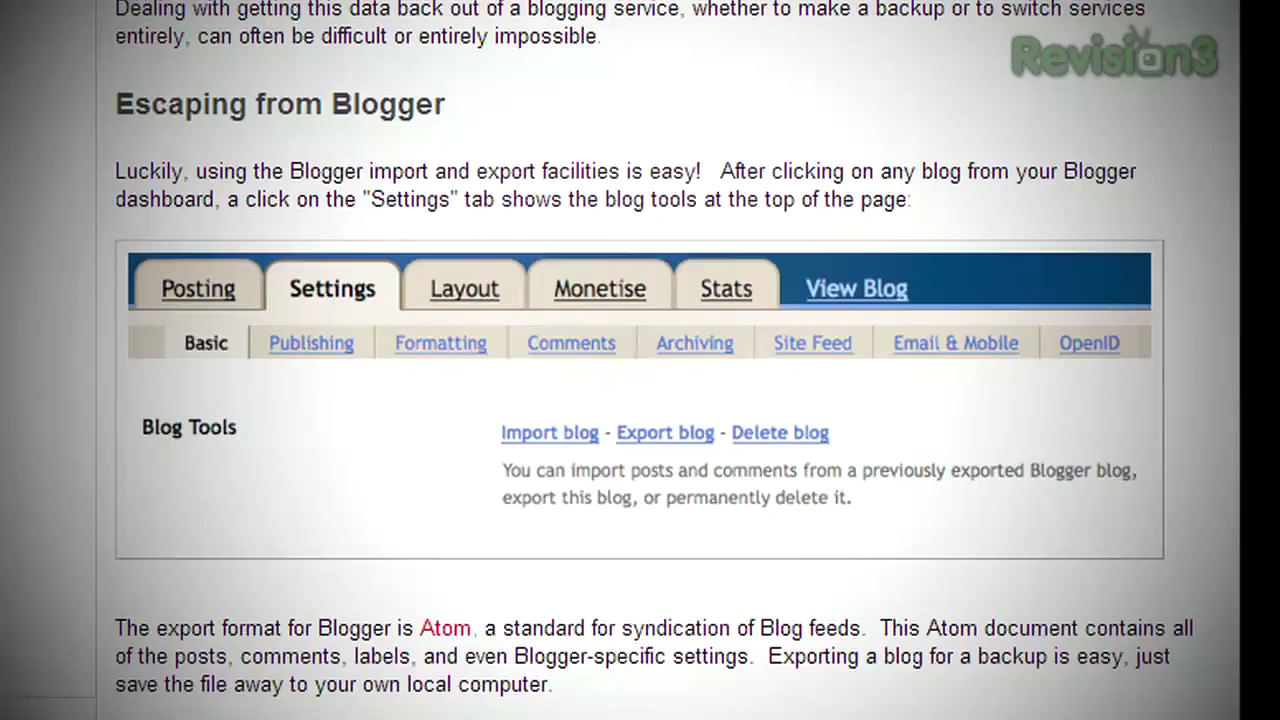 Dealing with getting this data back out of a blogging service, whether to make a backup or to switch services
entirely, can often be difficult or entirely impossible.
Revision3
Escaping from Blogger
Luckily, using the Blogger import and export facilities is easy! After clicking on any blog from your Blogger
dashboard, a click on the "Settings" tab shows the blog tools at the top of the page:
Posting Settings Layout Monetise Stats View Blog
Basic Publishing Formatting Comments Archiving Site Feed Email & Mobile OpenID
Blog Tools Import blog - Export blog - Delete blog
You can import posts and comments from a previously exported Blogger blog,
export this blog, or permanently delete it.
The export format for Blogger is Atom, a standard for syndication of Blog feeds. This Atom document contains all
of the posts, comments, labels, and even Blogger-specific settings. Exporting a blog for a backup is easy, just
save the file away to your own local computer.